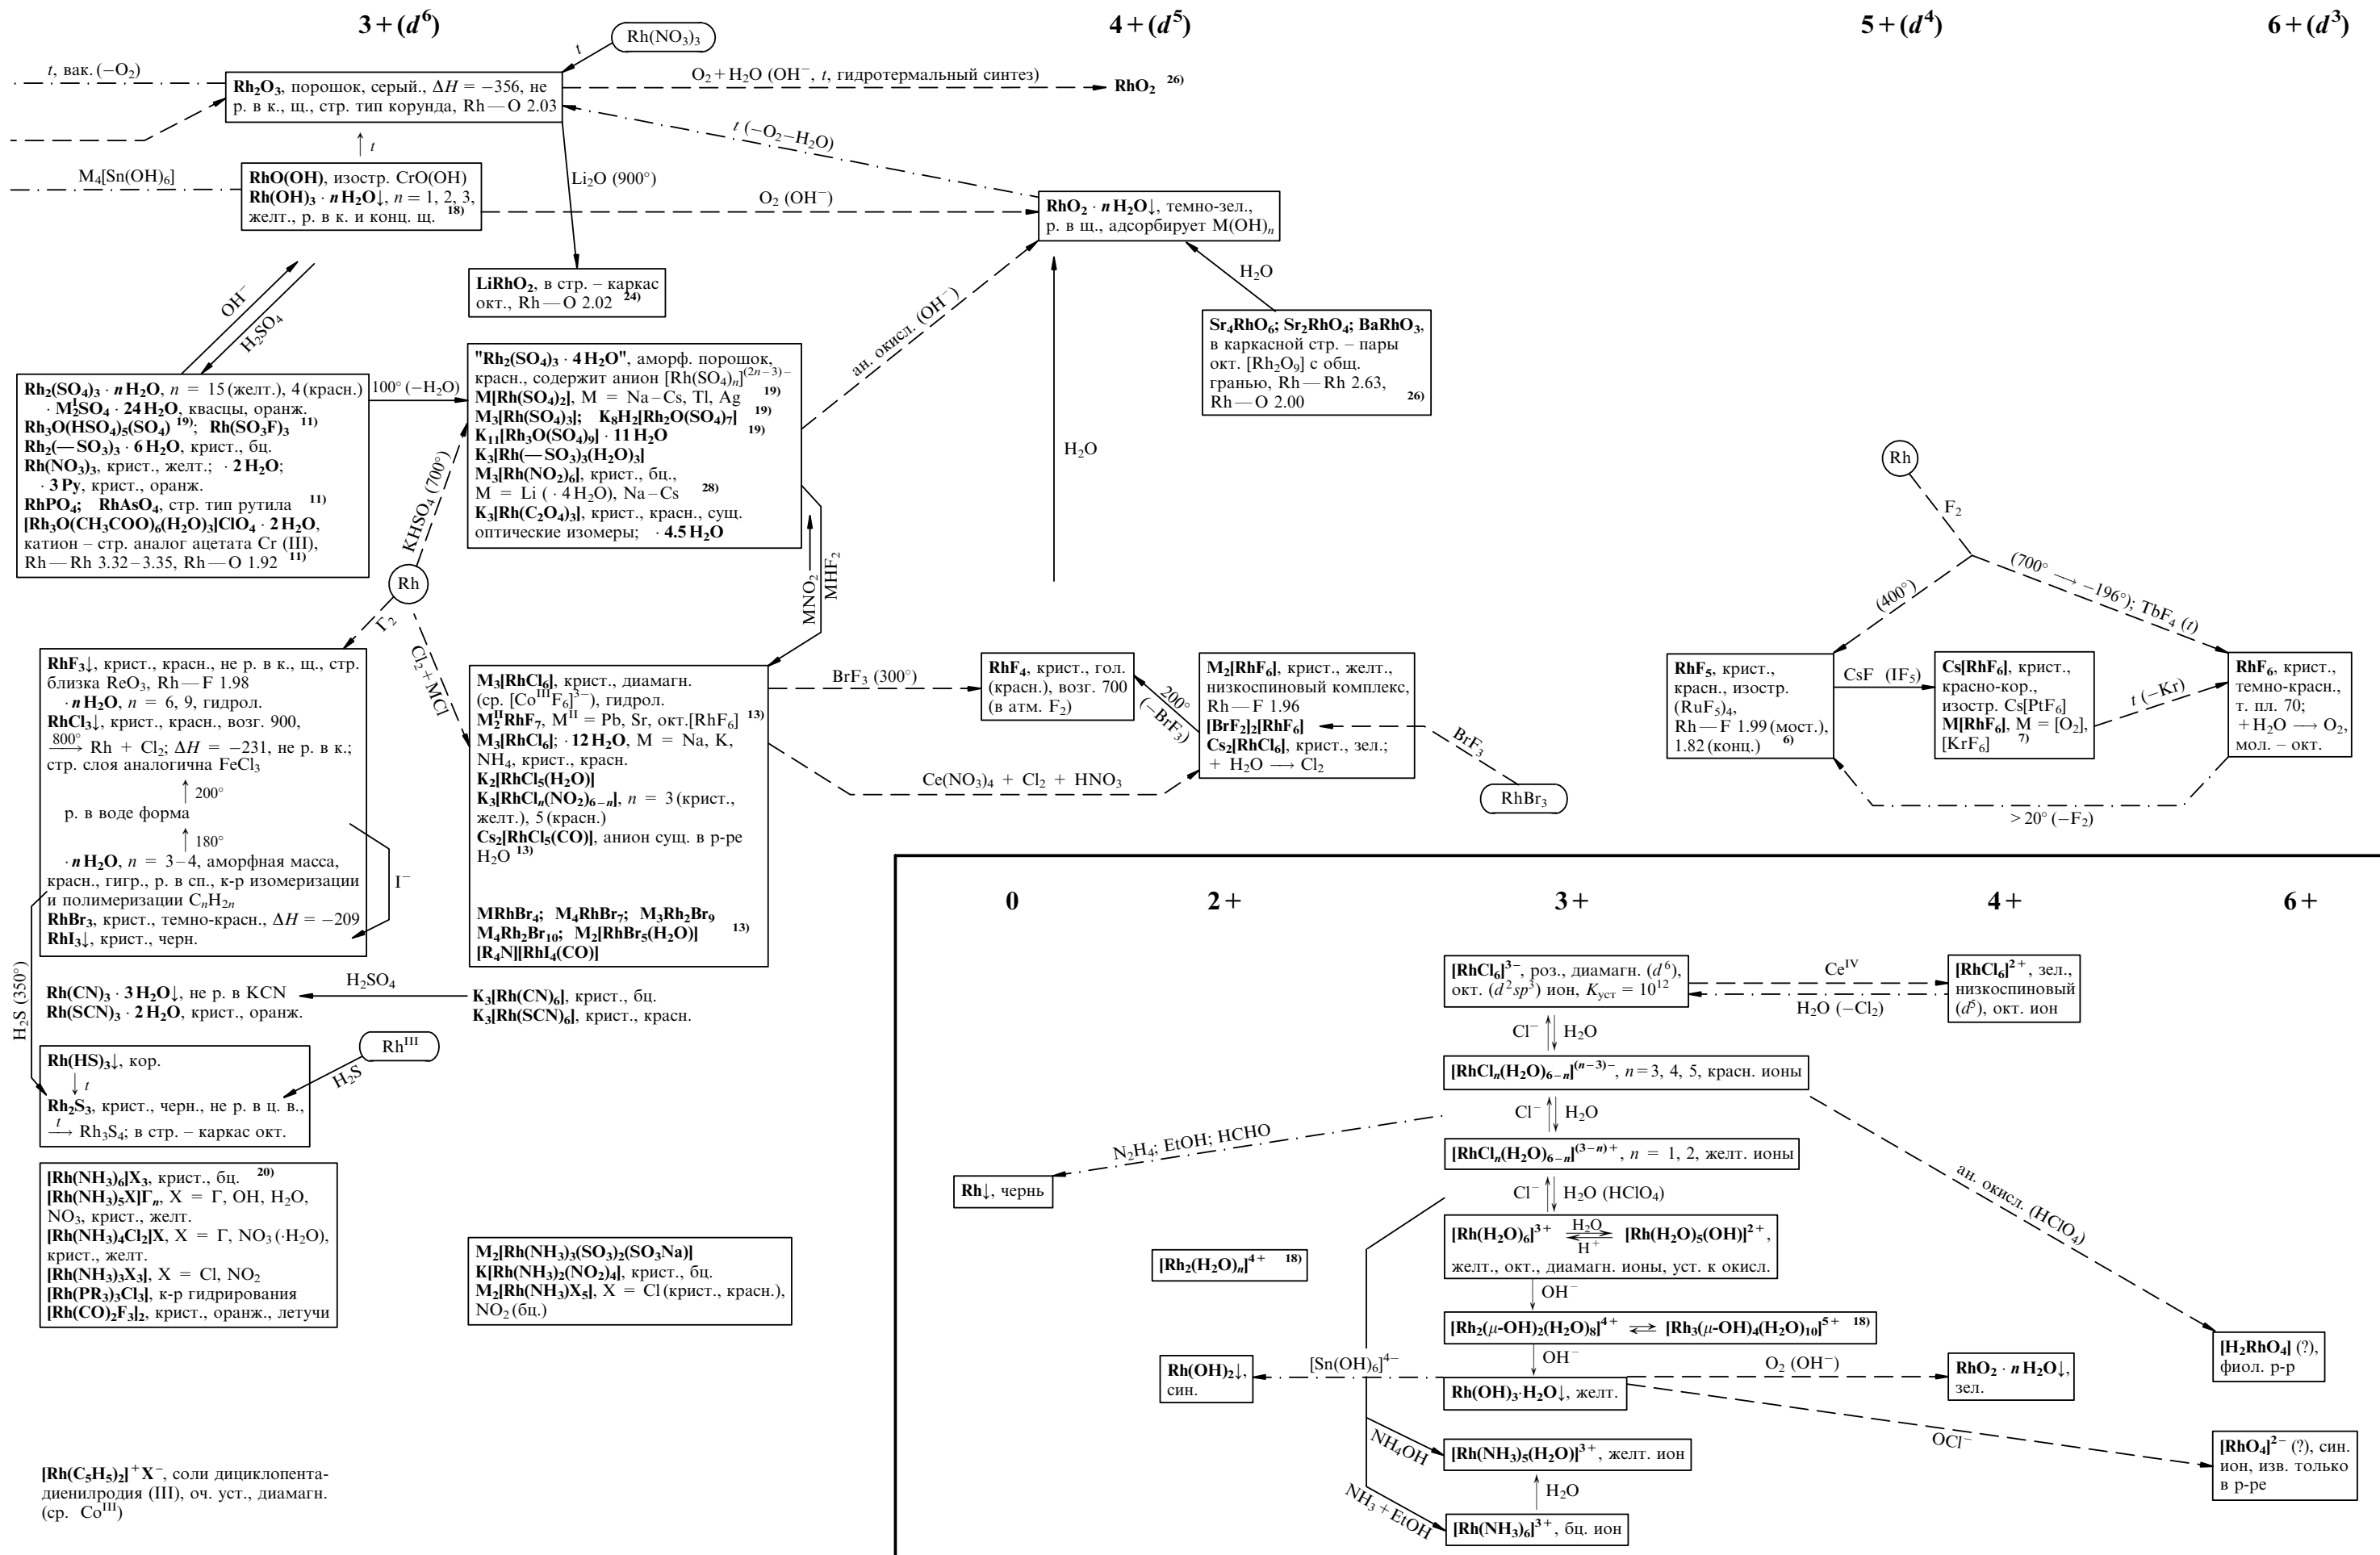 3+(d⁶)
4+(d⁵)
5+(d⁴)
6+(d³)
Rh(NO₃)₃
t
t, вак. (−O₂)
Rh₂O₃, порошок, серый., ΔH = −356, не
р. в к., щ., стр. тип корунда, Rh—O 2.03
O₂+H₂O (OH⁻, t, гидротермальный синтез)
RhO₂ ²⁶⁾
t (−O₂−H₂O)
↑ t
M₄[Sn(OH)₆]
RhO(OH), изостр. CrO(OH)
Rh(OH)₃ · nH₂O↓, n = 1, 2, 3,
желт., р. в к. и конц. щ. ¹⁸⁾
Li₂O (900°)
O₂ (OH⁻)
RhO₂ · nH₂O↓, темно-зел.,
р. в щ., адсорбирует M(OH)ₙ
OH⁻
H₂SO₄
LiRhO₂, в стр. – каркас
окт., Rh—O 2.02 ²⁴⁾
ан. окисл. (OH⁻)
H₂O
Sr₄RhO₆; Sr₂RhO₄; BaRhO₃,
в каркасной стр. – пары
окт. [Rh₂O₉] с общ.
гранью, Rh—Rh 2.63,
Rh—O 2.00 ²⁶⁾
Rh₂(SO₄)₃ · nH₂O, n = 15 (желт.), 4 (красн.)
· M₂ᴵSO₄ · 24H₂O, квасцы, оранж.
Rh₃O(HSO₄)₅(SO₄) ¹⁹⁾; Rh(SO₃F)₃ ¹¹⁾
Rh₂(—SO₃)₃ · 6H₂O, крист., бц.
Rh(NO₃)₃, крист., желт.; · 2H₂O;
· 3Py, крист., оранж.
RhPO₄; RhAsO₄, стр. тип рутила ¹¹⁾
[Rh₃O(CH₃COO)₆(H₂O)₃]ClO₄ · 2H₂O,
катион – стр. аналог ацетата Cr (III),
Rh—Rh 3.32–3.35, Rh—O 1.92 ¹¹⁾
100° (−H₂O)
"Rh₂(SO₄)₃ · 4H₂O", аморф. порошок,
красн., содержит анион [Rh(SO₄)ₙ]⁽²ⁿ⁻³⁾⁻
M[Rh(SO₄)₂], M = Na–Cs, Tl, Ag ¹⁹⁾
M₃[Rh(SO₄)₃]; K₈H₂[Rh₂O(SO₄)₇] ¹⁹⁾
K₁₁[Rh₃O(SO₄)₉] · 11H₂O ¹⁹⁾
K₃[Rh(—SO₃)₃(H₂O)₃]
M₃[Rh(NO₂)₆], крист., бц.,
M = Li (· 4H₂O), Na–Cs ²⁸⁾
K₃[Rh(C₂O₄)₃], крист., красн., сущ.
оптические изомеры; · 4.5H₂O
H₂O
KHSO₄ (700°)
Rh
Г₂
Cl₂+MCl
MNO₂
MHF₂
Rh
F₂
(400°)
(700° ⟶ −196°); TbF₄ (t)
RhF₃↓, крист., красн., не р. в к., щ., стр.
близка ReO₃, Rh—F 1.98
· nH₂O, n = 6, 9, гидрол.
RhCl₃↓, крист., красн., возг. 900,
800°⟶ Rh + Cl₂; ΔH = −231, не р. в к.;
стр. слоя аналогична FeCl₃
↑ 200°
р. в воде форма
↑ 180°
· nH₂O, n = 3–4, аморфная масса,
красн., гигр., р. в сп., к-р изомеризации
и полимеризации CₙH₂ₙ
RhBr₃, крист., темно-красн., ΔH = −209
RhI₃↓, крист., черн.
I⁻
H₂S (350°)
M₃[RhCl₆], крист., диамагн.
(ср. [CoᴵᴵᴵF₆]³⁻), гидрол.
M₂ᴵᴵRhF₇, Mᴵᴵ = Pb, Sr, окт.[RhF₆] ¹³⁾
M₃[RhCl₆]; · 12H₂O, M = Na, K,
NH₄, крист., красн.
K₂[RhCl₅(H₂O)]
K₃[RhClₙ(NO₂)₆₋ₙ], n = 3 (крист.,
желт.), 5 (красн.)
Cs₂[RhCl₅(CO)], анион сущ. в р-ре
H₂O ¹³⁾
MRhBr₄; M₄RhBr₇; M₃Rh₂Br₉
M₄Rh₂Br₁₀; M₂[RhBr₅(H₂O)] ¹³⁾
[R₄N][RhI₄(CO)]
BrF₃ (300°)
RhF₄, крист., гол.
(красн.), возг. 700
(в атм. F₂)
200°
(−BrF₃)
M₂[RhF₆], крист., желт.,
низкоспиновый комплекс,
Rh—F 1.96
[BrF₂]₂[RhF₆]
Cs₂[RhCl₆], крист., зел.;
+ H₂O ⟶ Cl₂
BrF₃
RhBr₃
Ce(NO₃)₄ + Cl₂ + HNO₃
RhF₅, крист.,
красн., изостр.
(RuF₅)₄,
Rh—F 1.99 (мост.),
1.82 (конц.) ⁶⁾
CsF (IF₅)
Cs[RhF₆], крист.,
красно-кор.,
изостр. Cs[PtF₆]
M[RhF₆], M = [O₂],
[KrF₆] ⁷⁾
t (−Kr)
RhF₆, крист.,
темно-красн.,
т. пл. 70;
+H₂O ⟶ O₂,
мол. – окт.
>20° (−F₂)
Rh(CN)₃ · 3H₂O↓, не р. в KCN
Rh(SCN)₃ · 2H₂O, крист., оранж.
H₂SO₄
K₃[Rh(CN)₆], крист., бц.
K₃[Rh(SCN)₆], крист., красн.
Rhᴵᴵᴵ
H₂S
Rh(HS)₃↓, кор.
↓ t
Rh₂S₃, крист., черн., не р. в ц. в.,
t⟶ Rh₃S₄; в стр. – каркас окт.
[Rh(NH₃)₆]X₃, крист., бц. ²⁰⁾
[Rh(NH₃)₅X]Гₙ, X = Г, OH, H₂O,
NO₃, крист., желт.
[Rh(NH₃)₄Cl₂]X, X = Г, NO₃(·H₂O),
крист., желт.
[Rh(NH₃)₃X₃], X = Cl, NO₂
[Rh(PR₃)₃Cl₃], к-р гидрирования
[Rh(CO)₂F₃]₂, крист., оранж., летучи
M₂[Rh(NH₃)₃(SO₃)₂(SO₃Na)]
K[Rh(NH₃)₂(NO₂)₄], крист., бц.
M₂[Rh(NH₃)X₅], X = Cl (крист., красн.),
NO₂ (бц.)
[Rh(C₅H₅)₂]⁺X⁻, соли дициклопента-
диенилродия (III), оч. уст., диамагн.
(ср. Coᴵᴵᴵ)
0
2+
3+
4+
6+
[RhCl₆]³⁻, роз., диамагн. (d⁶),
окт. (d²sp³) ион, Kуст = 10¹²
Ceᴵⱽ
H₂O (−Cl₂)
[RhCl₆]²⁺, зел.,
низкоспиновый
(d⁵), окт. ион
Cl⁻ ⇅ H₂O
[RhClₙ(H₂O)₆₋ₙ]⁽ⁿ⁻³⁾⁻, n=3, 4, 5, красн. ионы
Cl⁻ ⇅ H₂O
N₂H₄; EtOH; HCHO
[RhClₙ(H₂O)₆₋ₙ]⁽³⁻ⁿ⁾⁺, n = 1, 2, желт. ионы
Rh↓, чернь
Cl⁻ ⇅ H₂O (HClO₄)
ан. окисл. (HClO₄)
[Rh(H₂O)₆]³⁺ H₂O ⇌ H⁺ [Rh(H₂O)₅(OH)]²⁺,
желт., окт., диамагн. ионы, уст. к окисл.
[Rh₂(H₂O)ₙ]⁴⁺ ¹⁸⁾
↓ OH⁻
[Rh₂(μ-OH)₂(H₂O)₈]⁴⁺ ⇌ [Rh₃(μ-OH)₄(H₂O)₁₀]⁵⁺ ¹⁸⁾
↓ OH⁻
[H₂RhO₄] (?),
фиол. р-р
Rh(OH)₂↓,
син.
[Sn(OH)₆]⁴⁻
Rh(OH)₃·H₂O↓, желт.
O₂ (OH⁻)
RhO₂ · nH₂O↓,
зел.
OCl⁻
[RhO₄]²⁻ (?), син.
ион, изв. только
в р-ре
NH₄OH
[Rh(NH₃)₅(H₂O)]³⁺, желт. ион
↑ H₂O
NH₃+EtOH
[Rh(NH₃)₆]³⁺, бц. ион